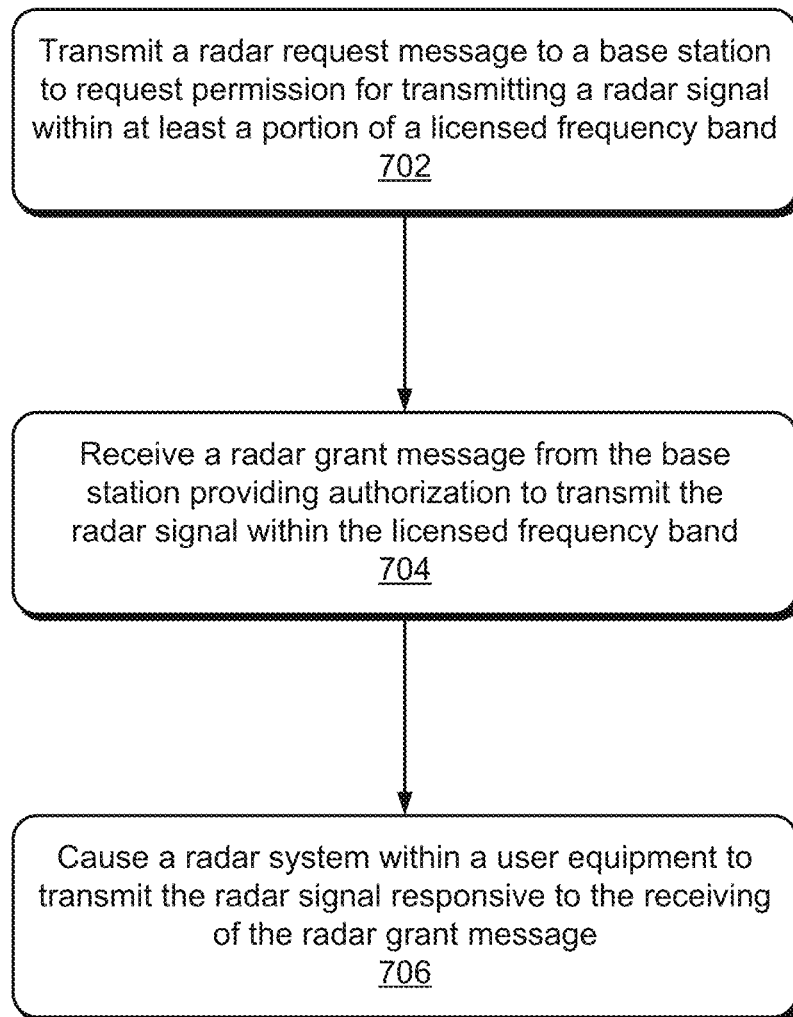 Transmit a radar request message to a base station
to request permission for transmitting a radar signal
within at least a portion of a licensed frequency band
702
Receive a radar grant message from the base
station providing authorization to transmit the
radar signal within the licensed frequency band
704
Cause a radar system within a user equipment to
transmit the radar signal responsive to the receiving
of the radar grant message
706